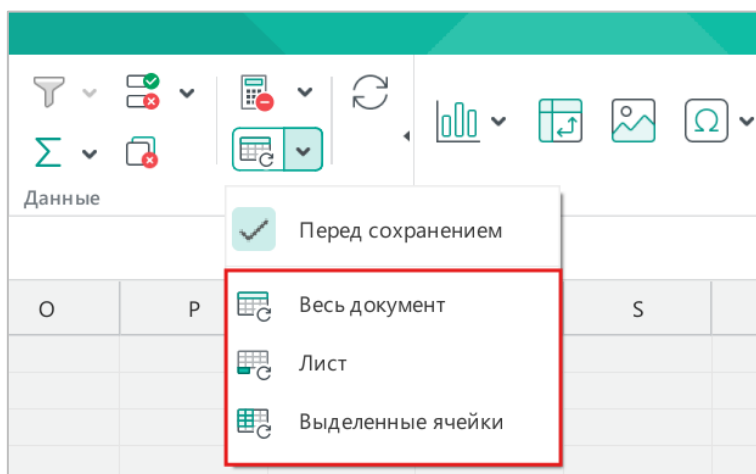 Данные
Перед сохранением
O P S
Весь документ
Лист
Выделенные ячейки